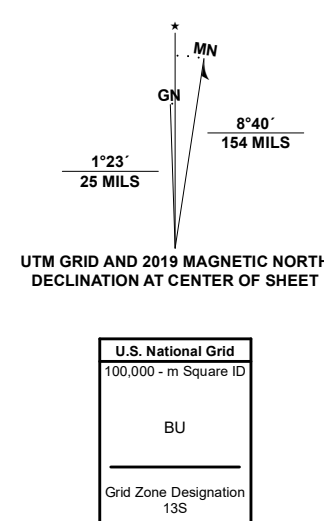 MN
GN
8°40´
154 MILS
1°23´
25 MILS
UTM GRID AND 2019 MAGNETIC NORTH
DECLINATION AT CENTER OF SHEET
U.S. National Grid
100,000 - m Square ID
BU
Grid Zone Designation
13S